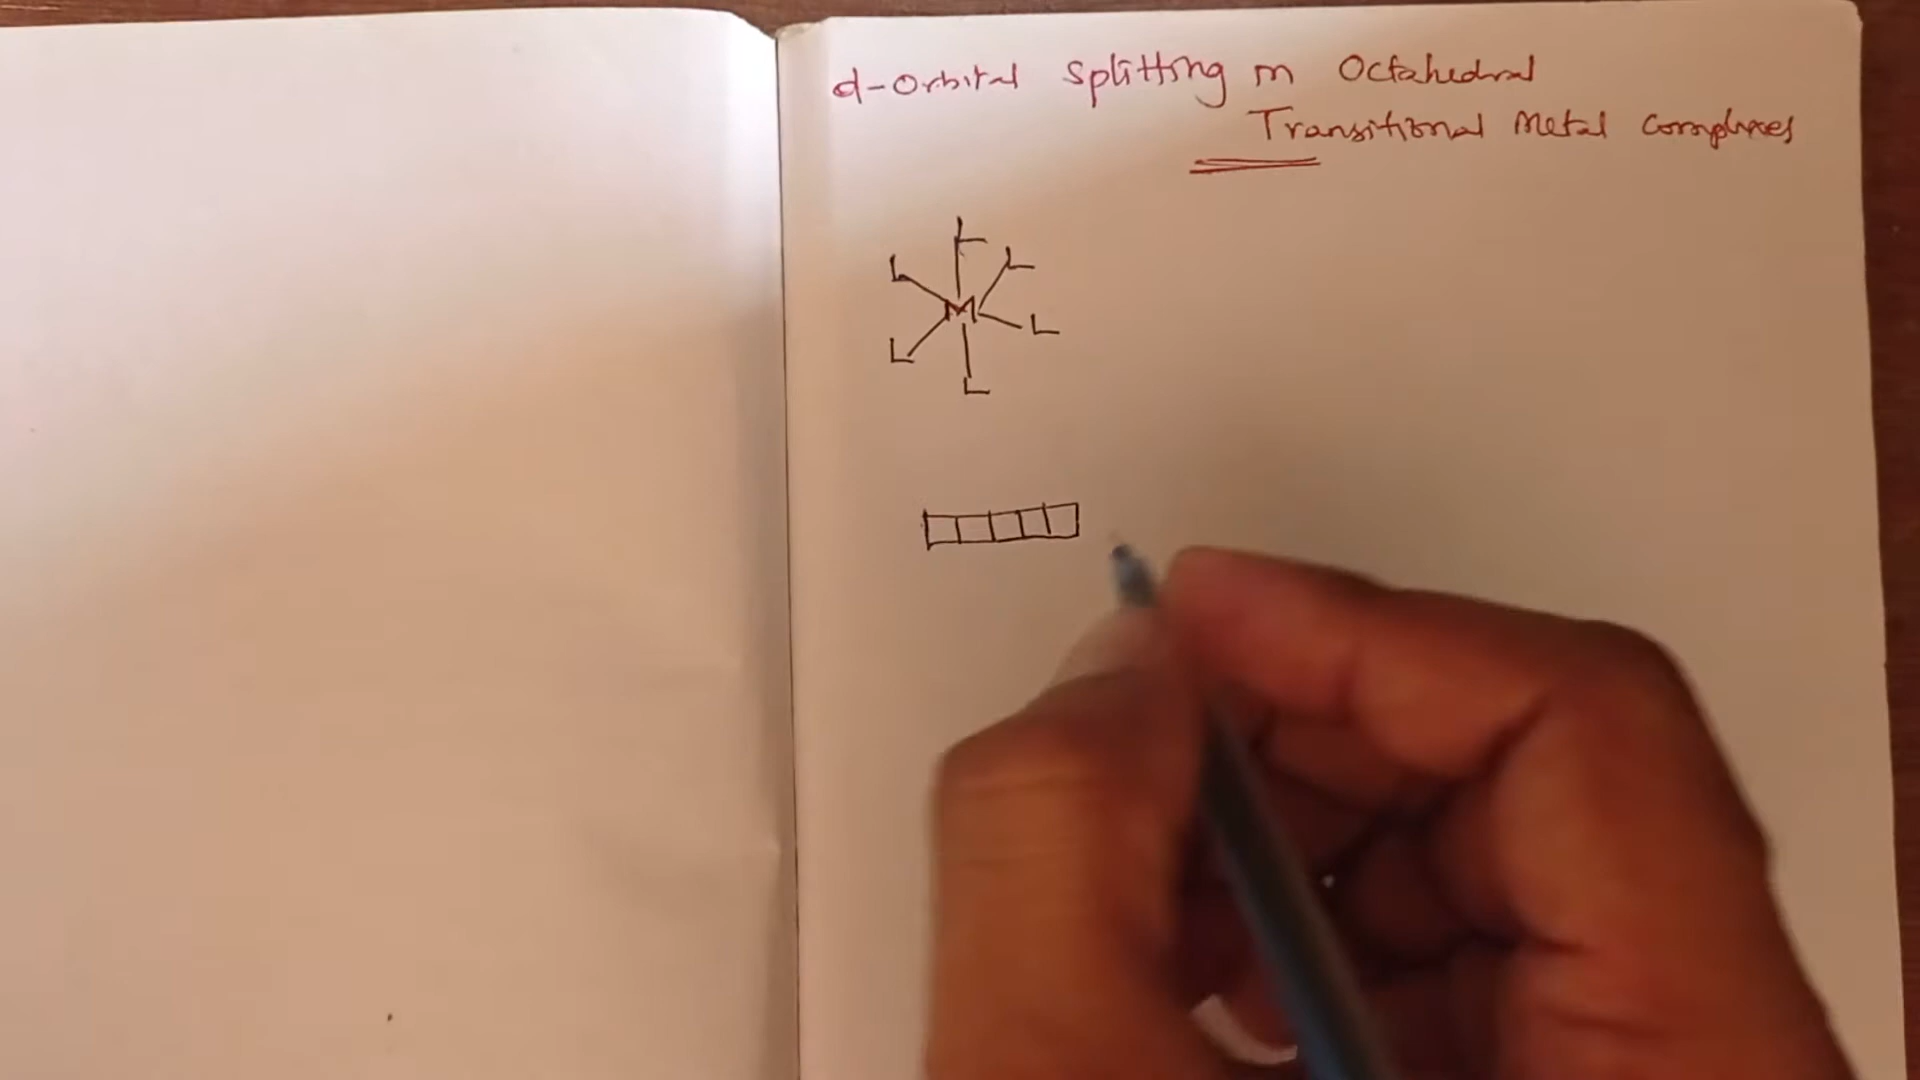 d-orbital splitting in Octahedral
Transitional Metal complexes
L
L L
M
L
L
L